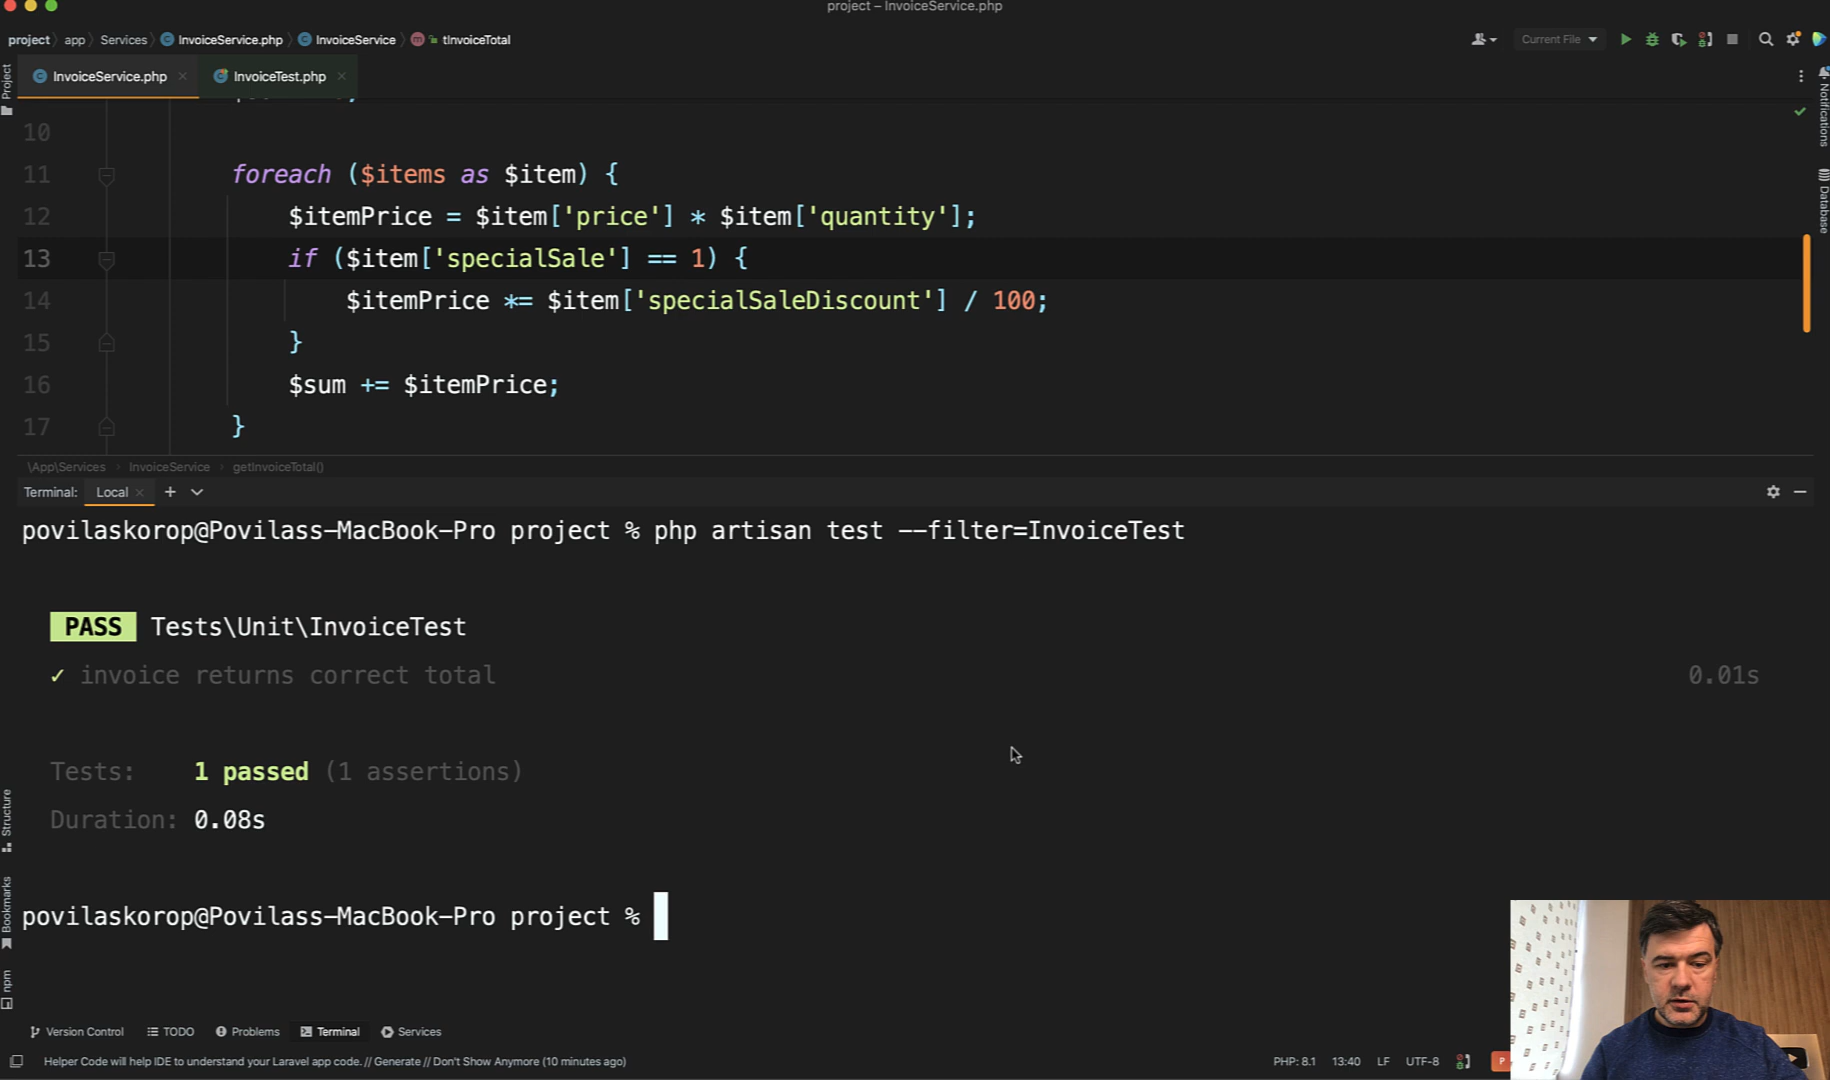 project – InvoiceService.php
project app Services InvoiceService.php InvoiceService tInvoiceTotal
Current File
InvoiceService.php InvoiceTest.php
Project
Notifications
Database
10
11 foreach ($items as $item) {
12 $itemPrice = $item['price'] * $item['quantity'];
13 if ($item['specialSale'] == 1) {
14 $itemPrice *= $item['specialSaleDiscount'] / 100;
15 }
16 $sum += $itemPrice;
17 }
\App\Services › InvoiceService › getInvoiceTotal()
Terminal: Local
povilaskorop@Povilass-MacBook-Pro project % php artisan test --filter=InvoiceTest
PASS Tests\Unit\InvoiceTest
✓ invoice returns correct total 0.01s
Tests: 1 passed (1 assertions)
Duration: 0.08s
povilaskorop@Povilass-MacBook-Pro project %
Structure
Bookmarks
npm
Version Control TODO Problems Terminal Services
Helper Code will help IDE to understand your Laravel app code. // Generate // Don't Show Anymore (10 minutes ago)
PHP: 8.1 13:40 LF UTF-8 P